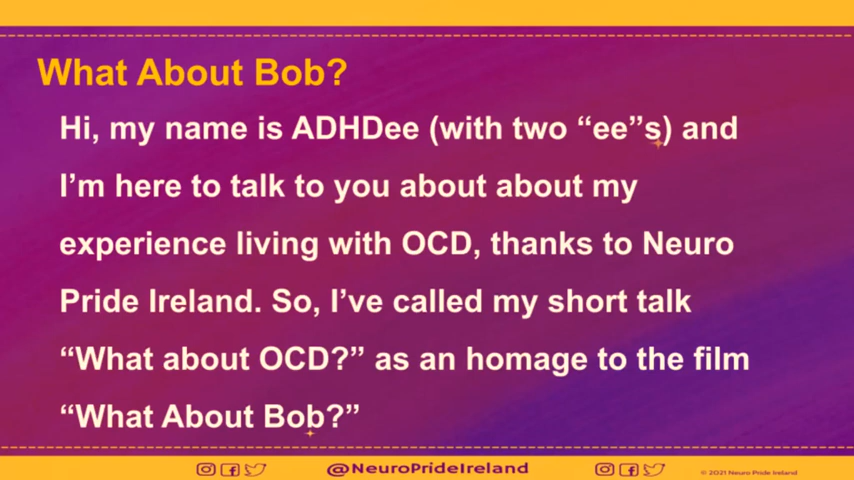 What About Bob?
Hi, my name is ADHDee (with two “ee”s) and
I’m here to talk to you about about my
experience living with OCD, thanks to Neuro
Pride Ireland. So, I’ve called my short talk
“What about OCD?” as an homage to the film
“What About Bob?”
@NeuroPrideIreland
© 2021 Neuro Pride Ireland